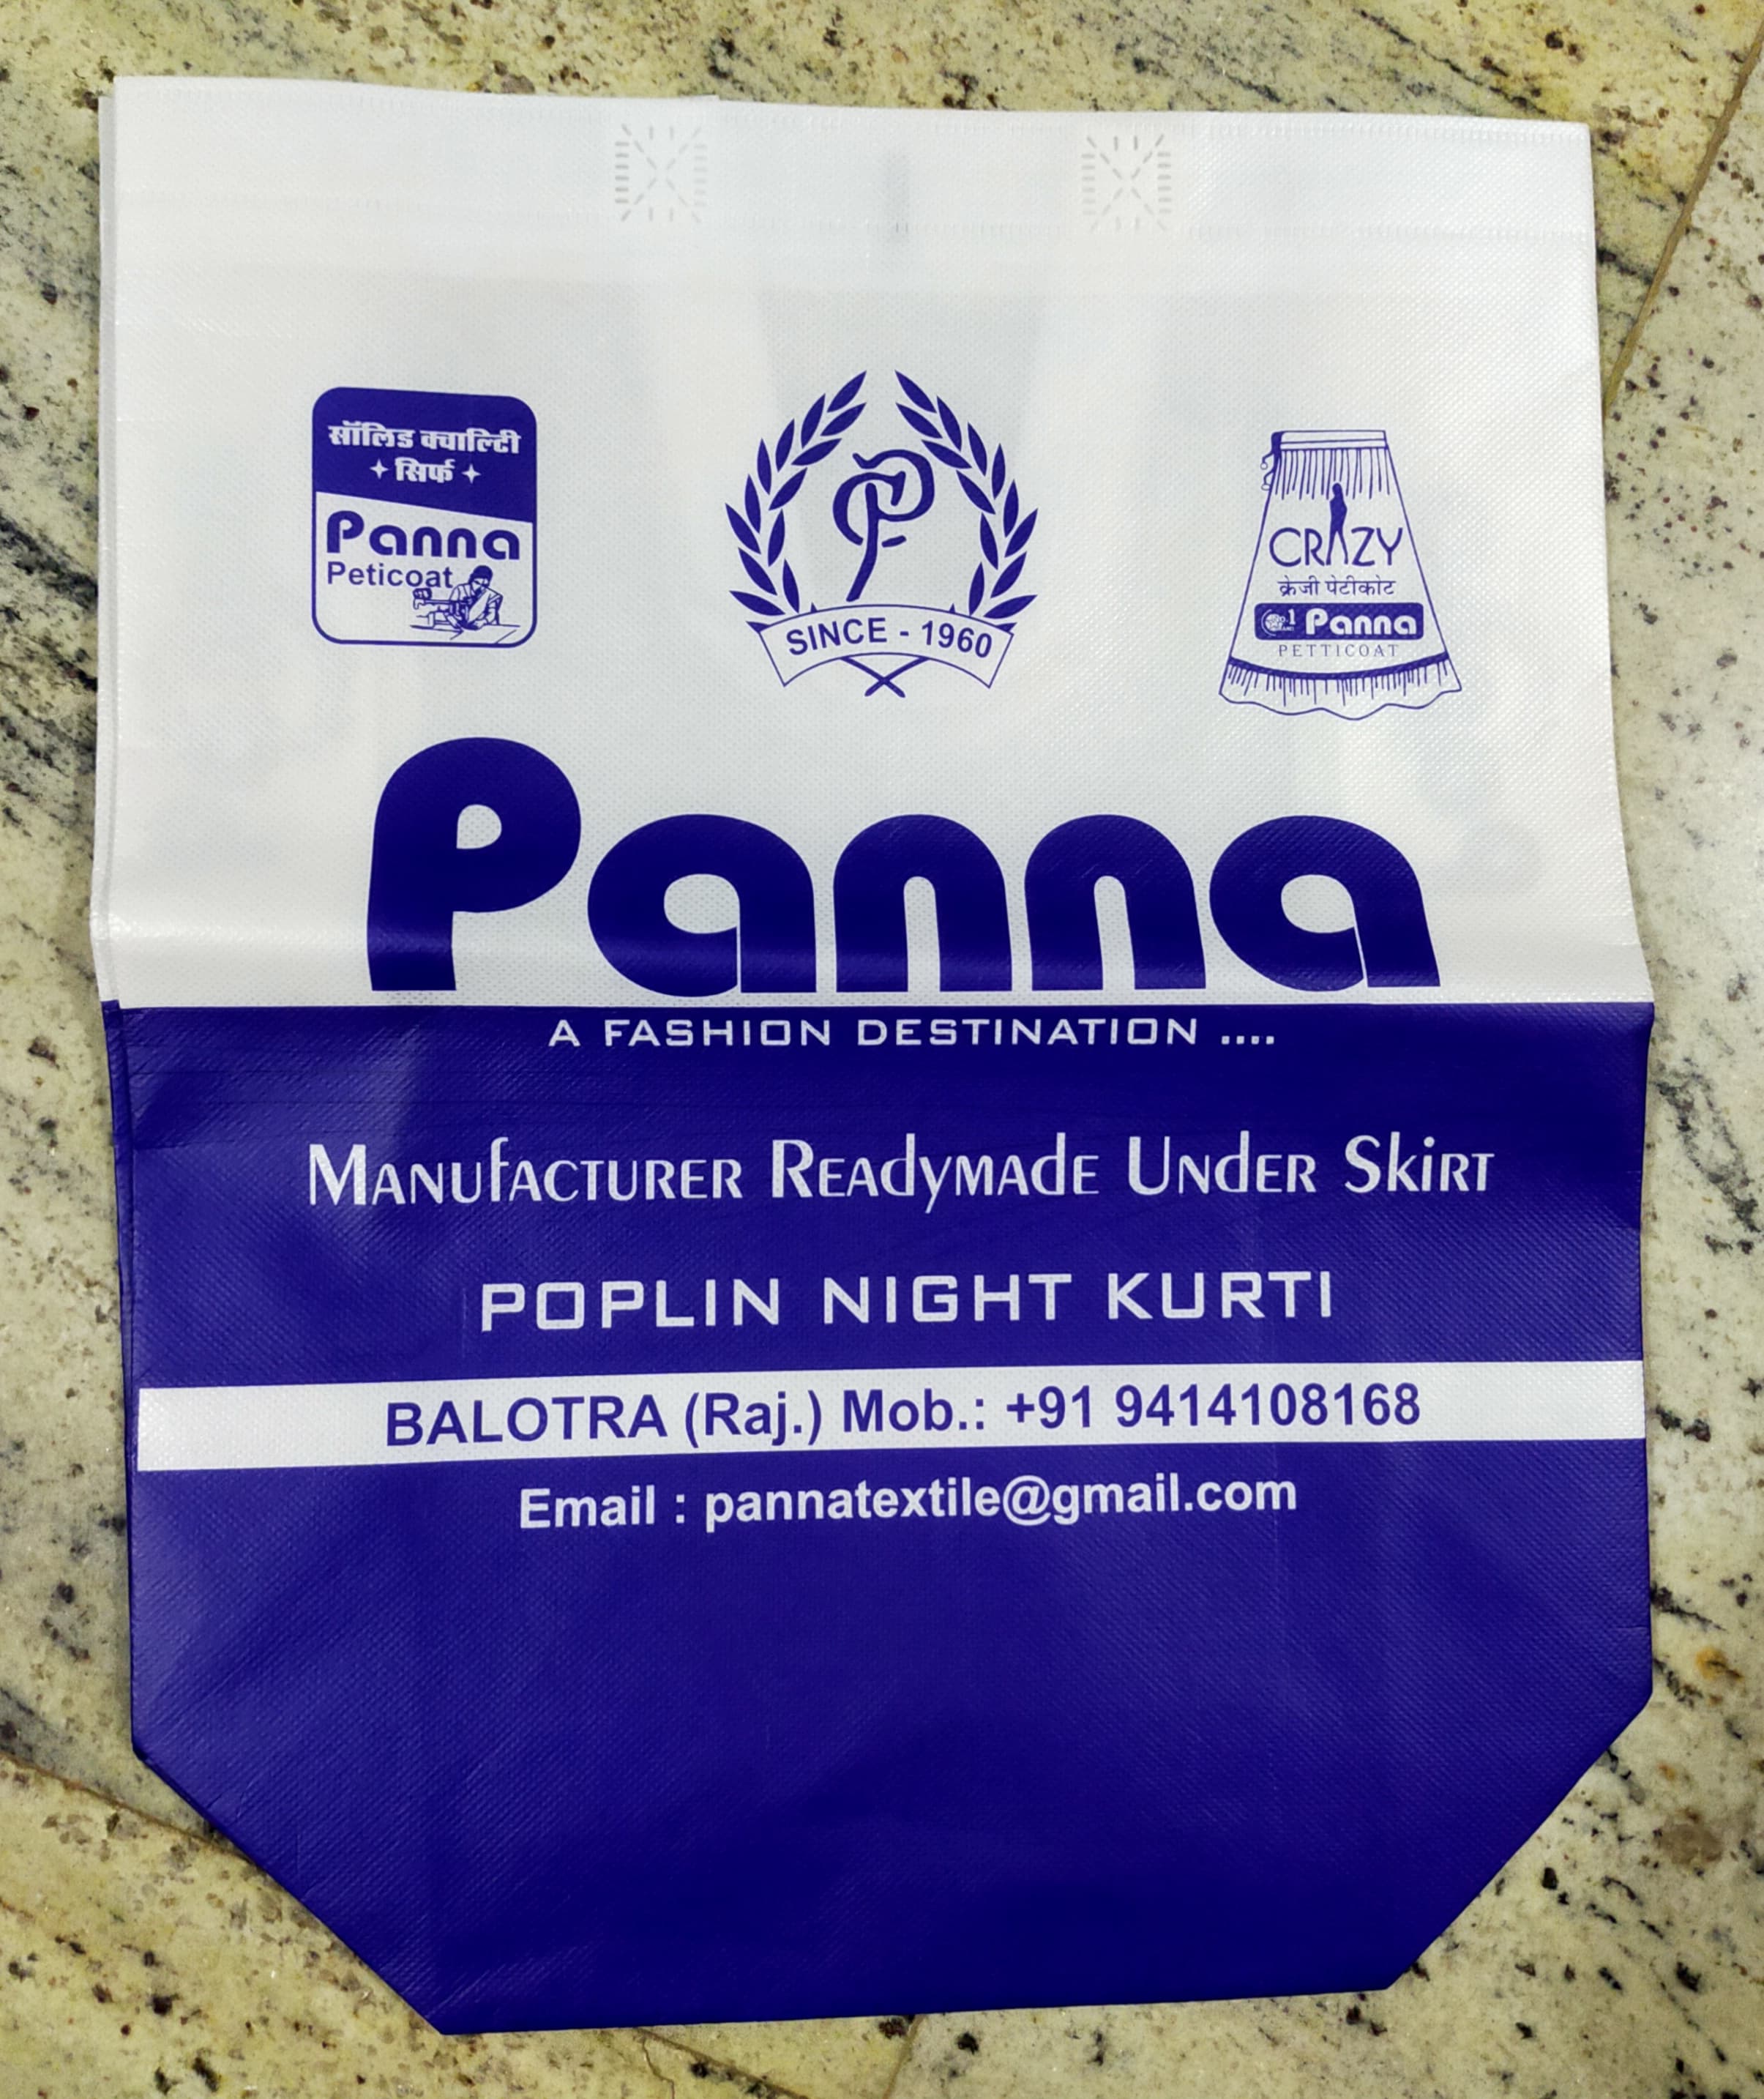 सॉलिड क्वाल्टिी
सिर्फ
Panna
Peticoat
P
SINCE - 1960
CRAZY
क्रेजी पेटीकोट
1 Panna
PETTICOAT
Panna
A FASHION DESTINATION ....
MANUfACTURER READyMAdE UNdER SkiRT
POPLIN NIGHT KURTI
BALOTRA (Raj.) Mob.: +91 9414108168
Email : pannatextile@gmail.com